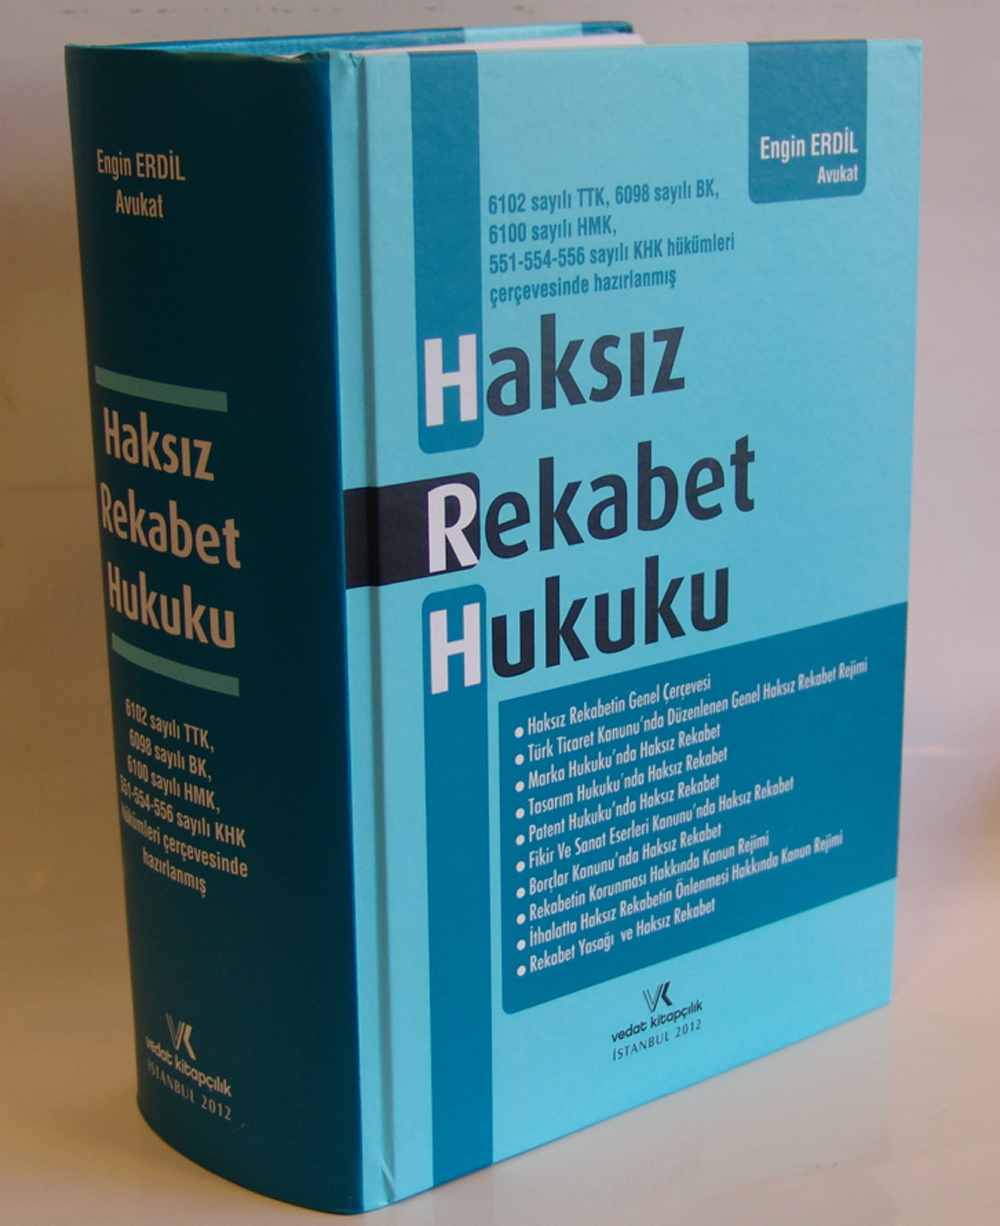 Engin ERDİL
Avukat
Haksız
Rekabet
Hukuku
6102 sayılı TTK,
6098 sayılı BK,
6100 sayılı HMK,
551-554-556 sayılı KHK
hükümleri çerçevesinde
hazırlanmış
VK
vedat kitapçılık
İSTANBUL 2012
Engin ERDİL
Avukat
6102 sayılı TTK, 6098 sayılı BK,
6100 sayılı HMK,
551-554-556 sayılı KHK hükümleri
çerçevesinde hazırlanmış
Haksız
Rekabet
Hukuku
• Haksız Rekabetin Genel Çerçevesi
• Türk Ticaret Kanunu'nda Düzenlenen Genel Haksız Rekabet Rejimi
• Marka Hukuku'nda Haksız Rekabet
• Tasarım Hukuku'nda Haksız Rekabet
• Patent Hukuku'nda Haksız Rekabet
• Fikir Ve Sanat Eserleri Kanunu'nda Haksız Rekabet
• Borçlar Kanunu'nda Haksız Rekabet
• Rekabetin Korunması Hakkında Kanun Rejimi
• İthalatta Haksız Rekabetin Önlenmesi Hakkında Kanun Rejimi
• Rekabet Yasağı ve Haksız Rekabet
VK
vedat kitapçılık
İSTANBUL 2012